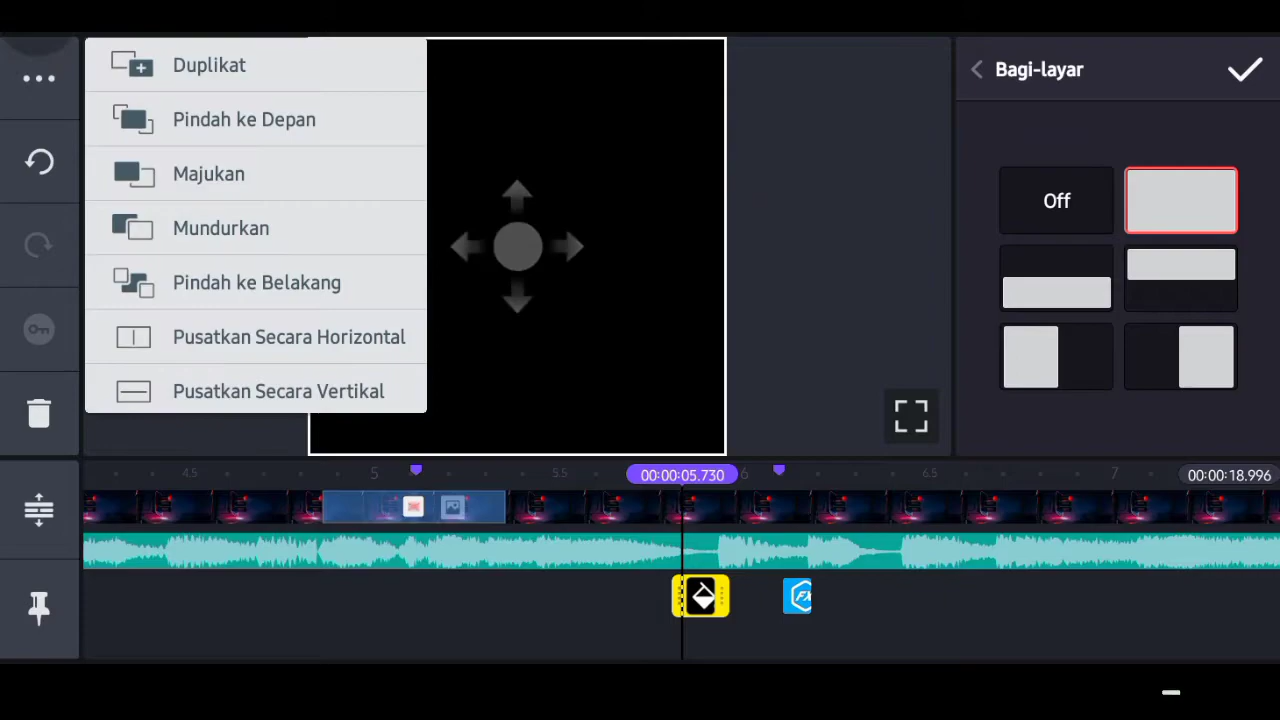 Duplikat
Pindah ke Depan
Majukan
Mundurkan
Pindah ke Belakang
Pusatkan Secara Horizontal
Pusatkan Secara Vertikal
Bagi-layar
Off
4.5
5
5.5
00:00:05.730
6
6.5
7
00:00:18.996
FX